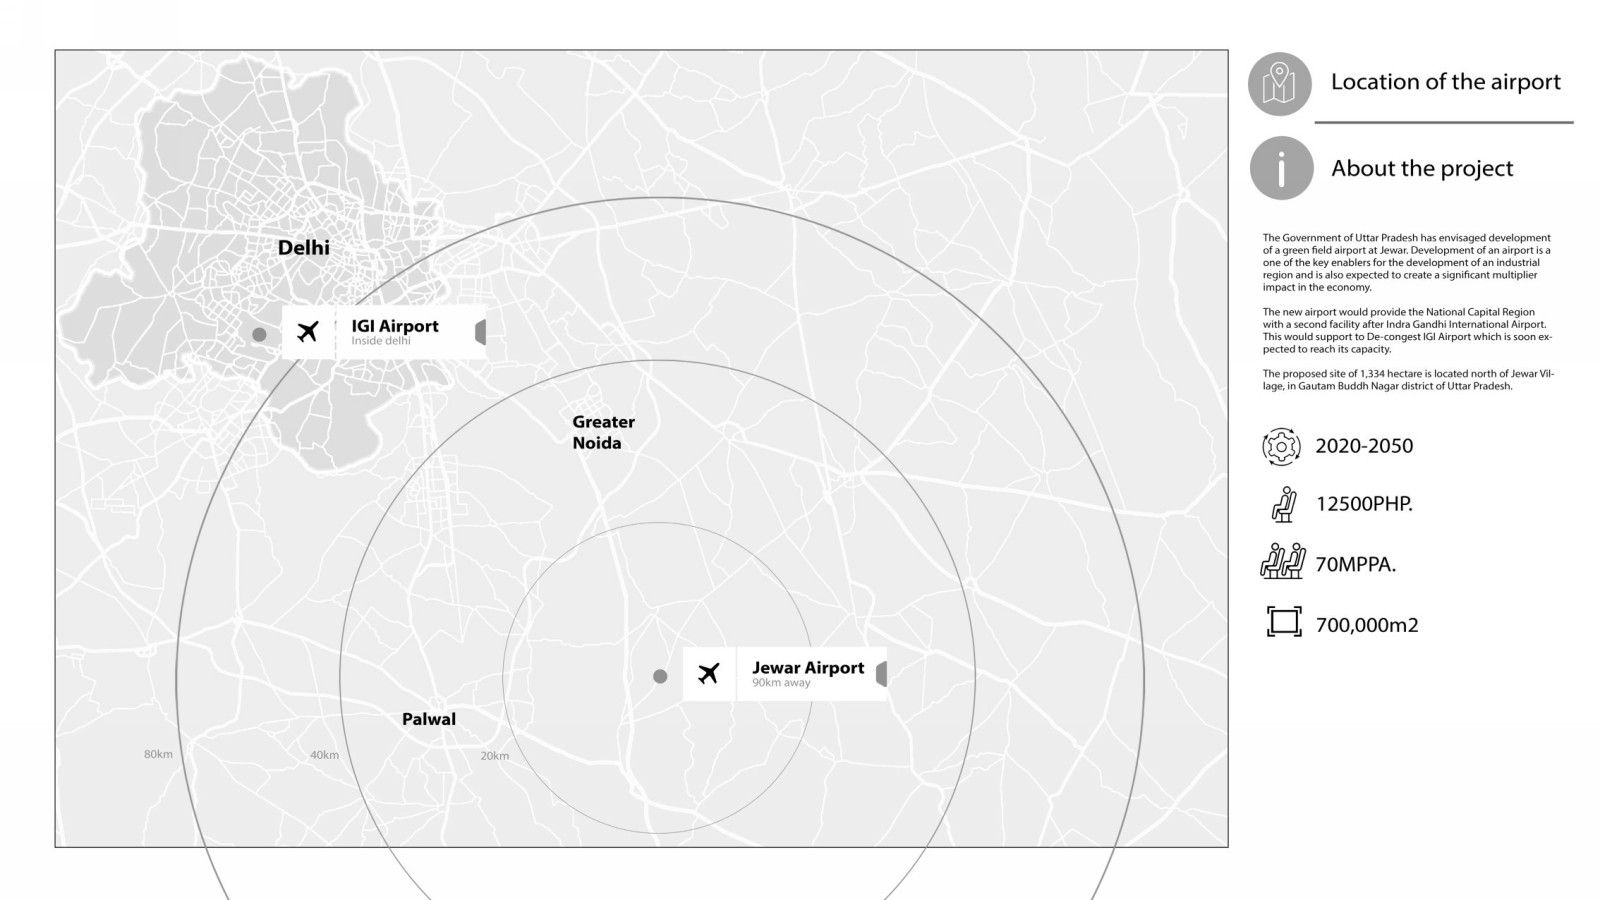 Location of the airport
About the project
The Government of Uttar Pradesh has envisaged development
of a green field airport at Jewar. Development of an airport is a
one of the key enablers for the development of an industrial
region and is also expected to create a significant multiplier
impact in the economy.
The new airport would provide the National Capital Region
with a second facility after Indra Gandhi International Airport.
This would support to De-congest IGI Airport which is soon ex-
pected to reach its capacity.
The proposed site of 1,334 hectare is located north of Jewar Vil-
lage, in Gautam Buddh Nagar district of Uttar Pradesh.
2020-2050
12500PHP.
70MPPA.
700,000m2
Delhi
IGI Airport
Inside delhi
Greater
Noida
Jewar Airport
90km away
Palwal
80km
40km
20km